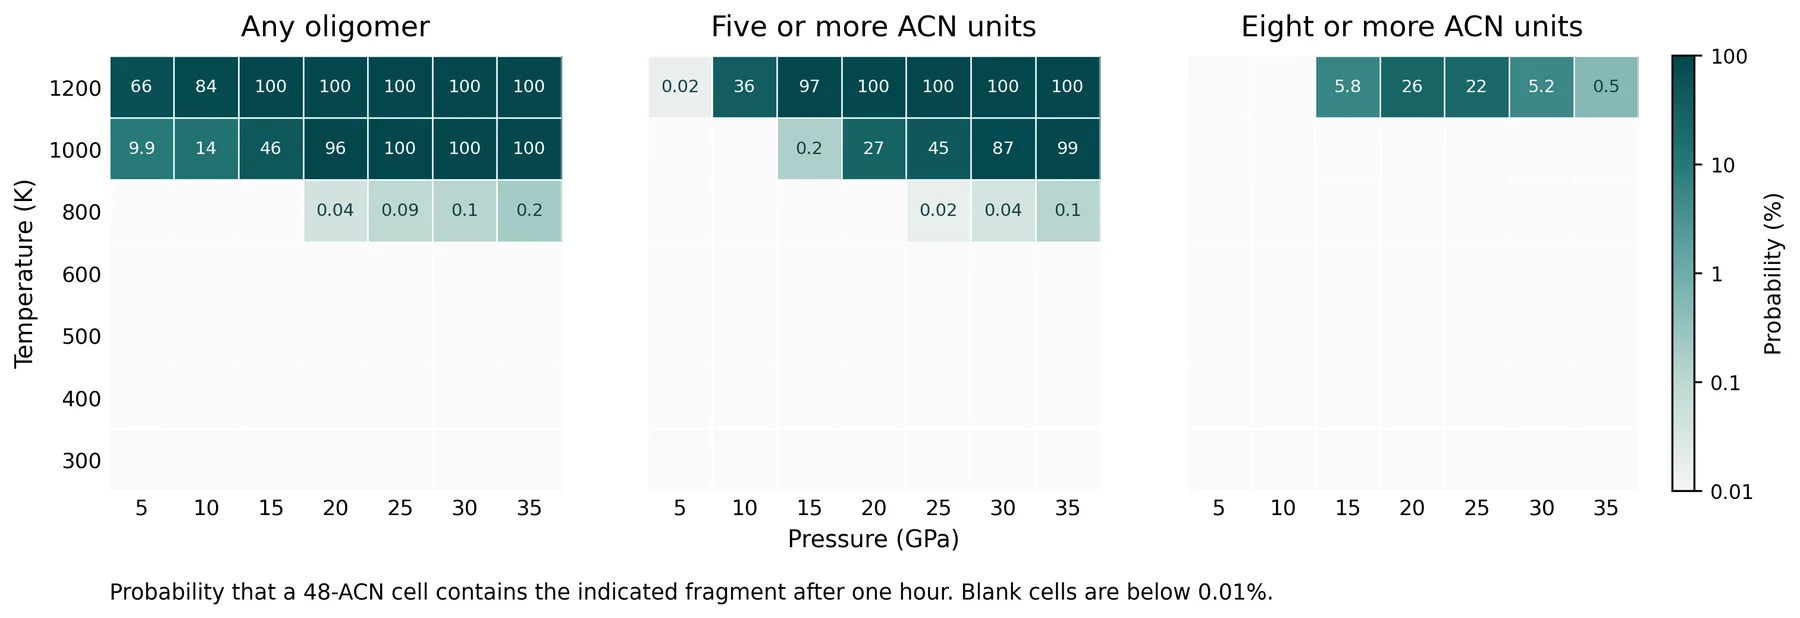 Any oligomer Five or more ACN units Eight or more ACN units
1200 66 84 100 100 100 100 100 0.02 36 97 100 100 100 100 5.8 26 22 5.2 0.5 100
1000 9.9 14 46 96 100 100 100 0.2 27 45 87 99 10
800 0.04 0.09 0.1 0.2 0.02 0.04 0.1
600 1
500
400 0.1
300 0.01
Temperature (K)
Probability (%)
5 10 15 20 25 30 35 5 10 15 20 25 30 35 5 10 15 20 25 30 35
Pressure (GPa)
Probability that a 48-ACN cell contains the indicated fragment after one hour. Blank cells are below 0.01%.